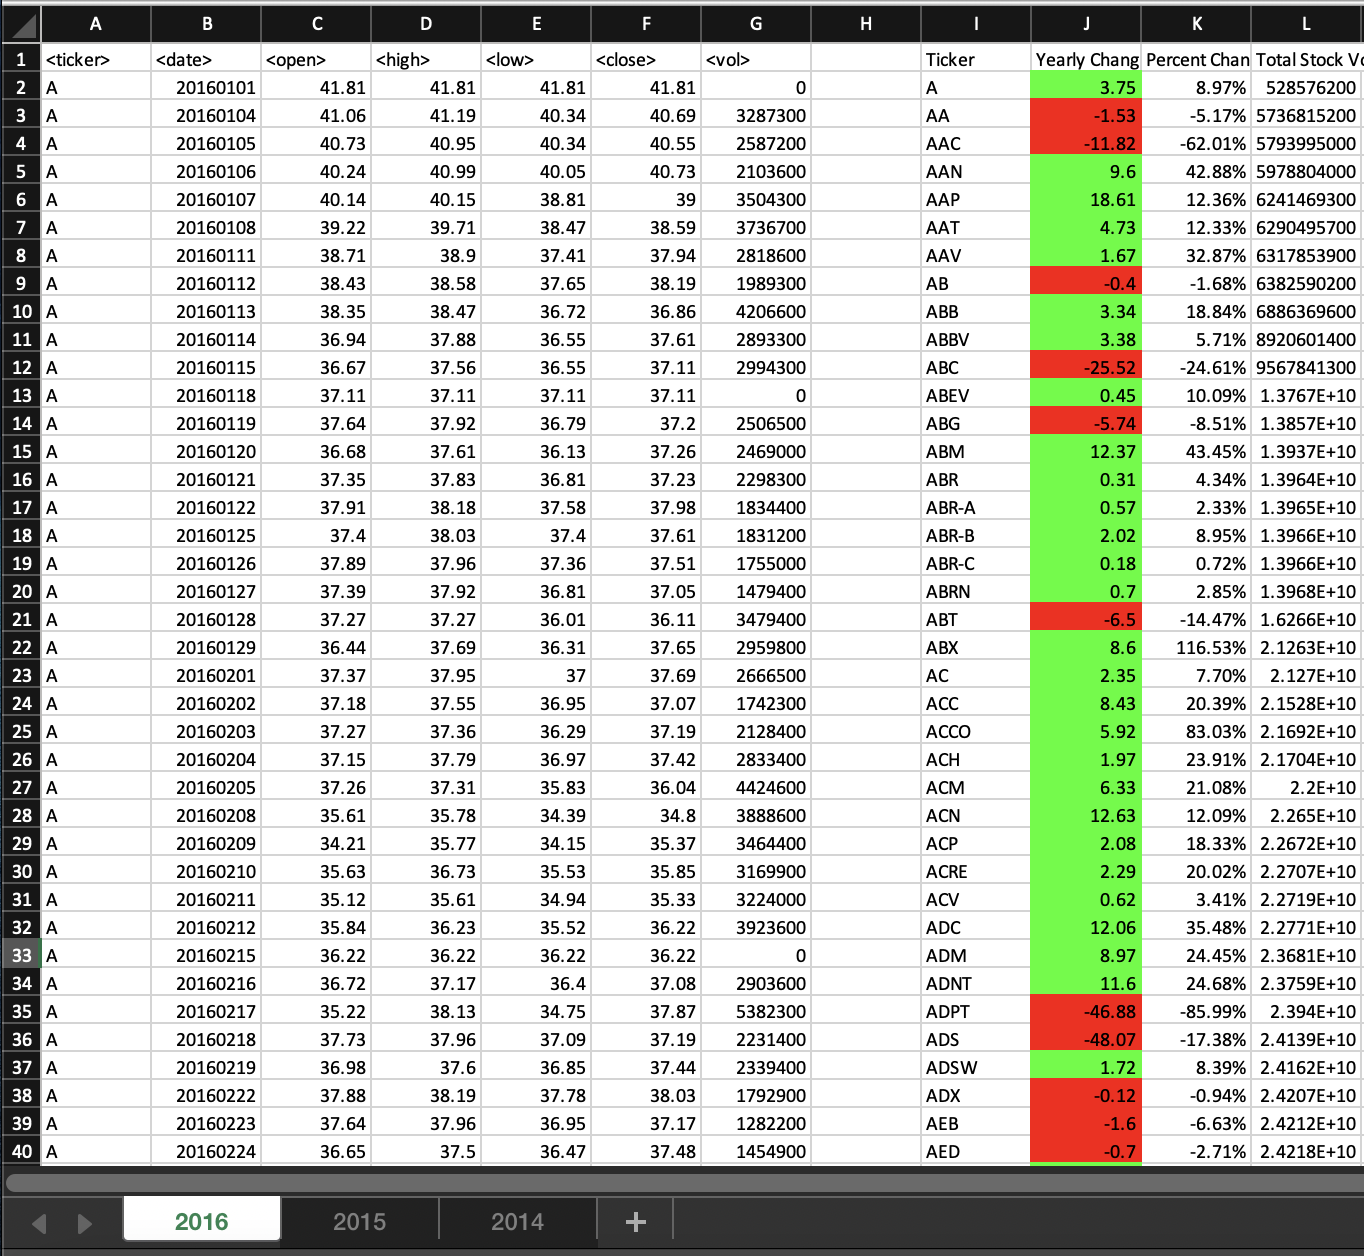 A B C D E F G H I J K L
1 <ticker> <date> <open> <high> <low> <close> <vol> Ticker Yearly Chang Percent Chan Total Stock Vo
2 A 20160101 41.81 41.81 41.81 41.81 0 A 3.75 8.97% 528576200
3 A 20160104 41.06 41.19 40.34 40.69 3287300 AA -1.53 -5.17% 5736815200
4 A 20160105 40.73 40.95 40.34 40.55 2587200 AAC -11.82 -62.01% 5793995000
5 A 20160106 40.24 40.99 40.05 40.73 2103600 AAN 9.6 42.88% 5978804000
6 A 20160107 40.14 40.15 38.81 39 3504300 AAP 18.61 12.36% 6241469300
7 A 20160108 39.22 39.71 38.47 38.59 3736700 AAT 4.73 12.33% 6290495700
8 A 20160111 38.71 38.9 37.41 37.94 2818600 AAV 1.67 32.87% 6317853900
9 A 20160112 38.43 38.58 37.65 38.19 1989300 AB -0.4 -1.68% 6382590200
10 A 20160113 38.35 38.47 36.72 36.86 4206600 ABB 3.34 18.84% 6886369600
11 A 20160114 36.94 37.88 36.55 37.61 2893300 ABBV 3.38 5.71% 8920601400
12 A 20160115 36.67 37.56 36.55 37.11 2994300 ABC -25.52 -24.61% 9567841300
13 A 20160118 37.11 37.11 37.11 37.11 0 ABEV 0.45 10.09% 1.3767E+10
14 A 20160119 37.64 37.92 36.79 37.2 2506500 ABG -5.74 -8.51% 1.3857E+10
15 A 20160120 36.68 37.61 36.13 37.26 2469000 ABM 12.37 43.45% 1.3937E+10
16 A 20160121 37.35 37.83 36.81 37.23 2298300 ABR 0.31 4.34% 1.3964E+10
17 A 20160122 37.91 38.18 37.58 37.98 1834400 ABR-A 0.57 2.33% 1.3965E+10
18 A 20160125 37.4 38.03 37.4 37.61 1831200 ABR-B 2.02 8.95% 1.3966E+10
19 A 20160126 37.89 37.96 37.36 37.51 1755000 ABR-C 0.18 0.72% 1.3966E+10
20 A 20160127 37.39 37.92 36.81 37.05 1479400 ABRN 0.7 2.85% 1.3968E+10
21 A 20160128 37.27 37.27 36.01 36.11 3479400 ABT -6.5 -14.47% 1.6266E+10
22 A 20160129 36.44 37.69 36.31 37.65 2959800 ABX 8.6 116.53% 2.1263E+10
23 A 20160201 37.37 37.95 37 37.69 2666500 AC 2.35 7.70% 2.127E+10
24 A 20160202 37.18 37.55 36.95 37.07 1742300 ACC 8.43 20.39% 2.1528E+10
25 A 20160203 37.27 37.36 36.29 37.19 2128400 ACCO 5.92 83.03% 2.1692E+10
26 A 20160204 37.15 37.79 36.97 37.42 2833400 ACH 1.97 23.91% 2.1704E+10
27 A 20160205 37.26 37.31 35.83 36.04 4424600 ACM 6.33 21.08% 2.2E+10
28 A 20160208 35.61 35.78 34.39 34.8 3888600 ACN 12.63 12.09% 2.265E+10
29 A 20160209 34.21 35.77 34.15 35.37 3464400 ACP 2.08 18.33% 2.2672E+10
30 A 20160210 35.63 36.73 35.53 35.85 3169900 ACRE 2.29 20.02% 2.2707E+10
31 A 20160211 35.12 35.61 34.94 35.33 3224000 ACV 0.62 3.41% 2.2719E+10
32 A 20160212 35.84 36.23 35.52 36.22 3923600 ADC 12.06 35.48% 2.2771E+10
33 A 20160215 36.22 36.22 36.22 36.22 0 ADM 8.97 24.45% 2.3681E+10
34 A 20160216 36.72 37.17 36.4 37.08 2903600 ADNT 11.6 24.68% 2.3759E+10
35 A 20160217 35.22 38.13 34.75 37.87 5382300 ADPT -46.88 -85.99% 2.394E+10
36 A 20160218 37.73 37.96 37.09 37.19 2231400 ADS -48.07 -17.38% 2.4139E+10
37 A 20160219 36.98 37.6 36.85 37.44 2339400 ADSW 1.72 8.39% 2.4162E+10
38 A 20160222 37.88 38.19 37.78 38.03 1792900 ADX -0.12 -0.94% 2.4207E+10
39 A 20160223 37.64 37.96 36.95 37.17 1282200 AEB -1.6 -6.63% 2.4212E+10
40 A 20160224 36.65 37.5 36.47 37.48 1454900 AED -0.7 -2.71% 2.4218E+10
2016 2015 2014 +